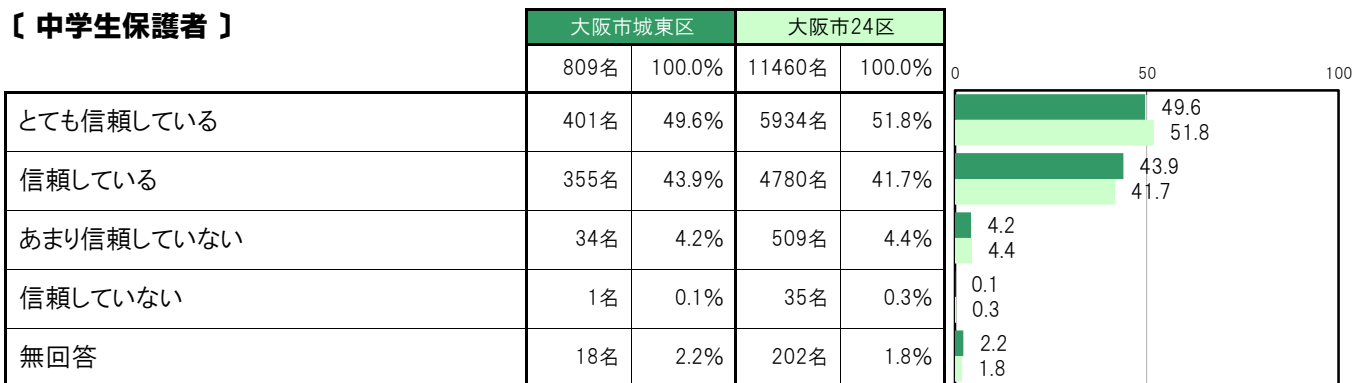 〔 中学生保護者 〕
大阪市城東区 大阪市24区
809名 100.0% 11460名 100.0%
0 50 100
とても信頼している 401名 49.6% 5934名 51.8%
49.6
51.8
信頼している 355名 43.9% 4780名 41.7%
43.9
41.7
あまり信頼していない 34名 4.2% 509名 4.4%
4.2
4.4
信頼していない 1名 0.1% 35名 0.3%
0.1
0.3
無回答 18名 2.2% 202名 1.8%
2.2
1.8